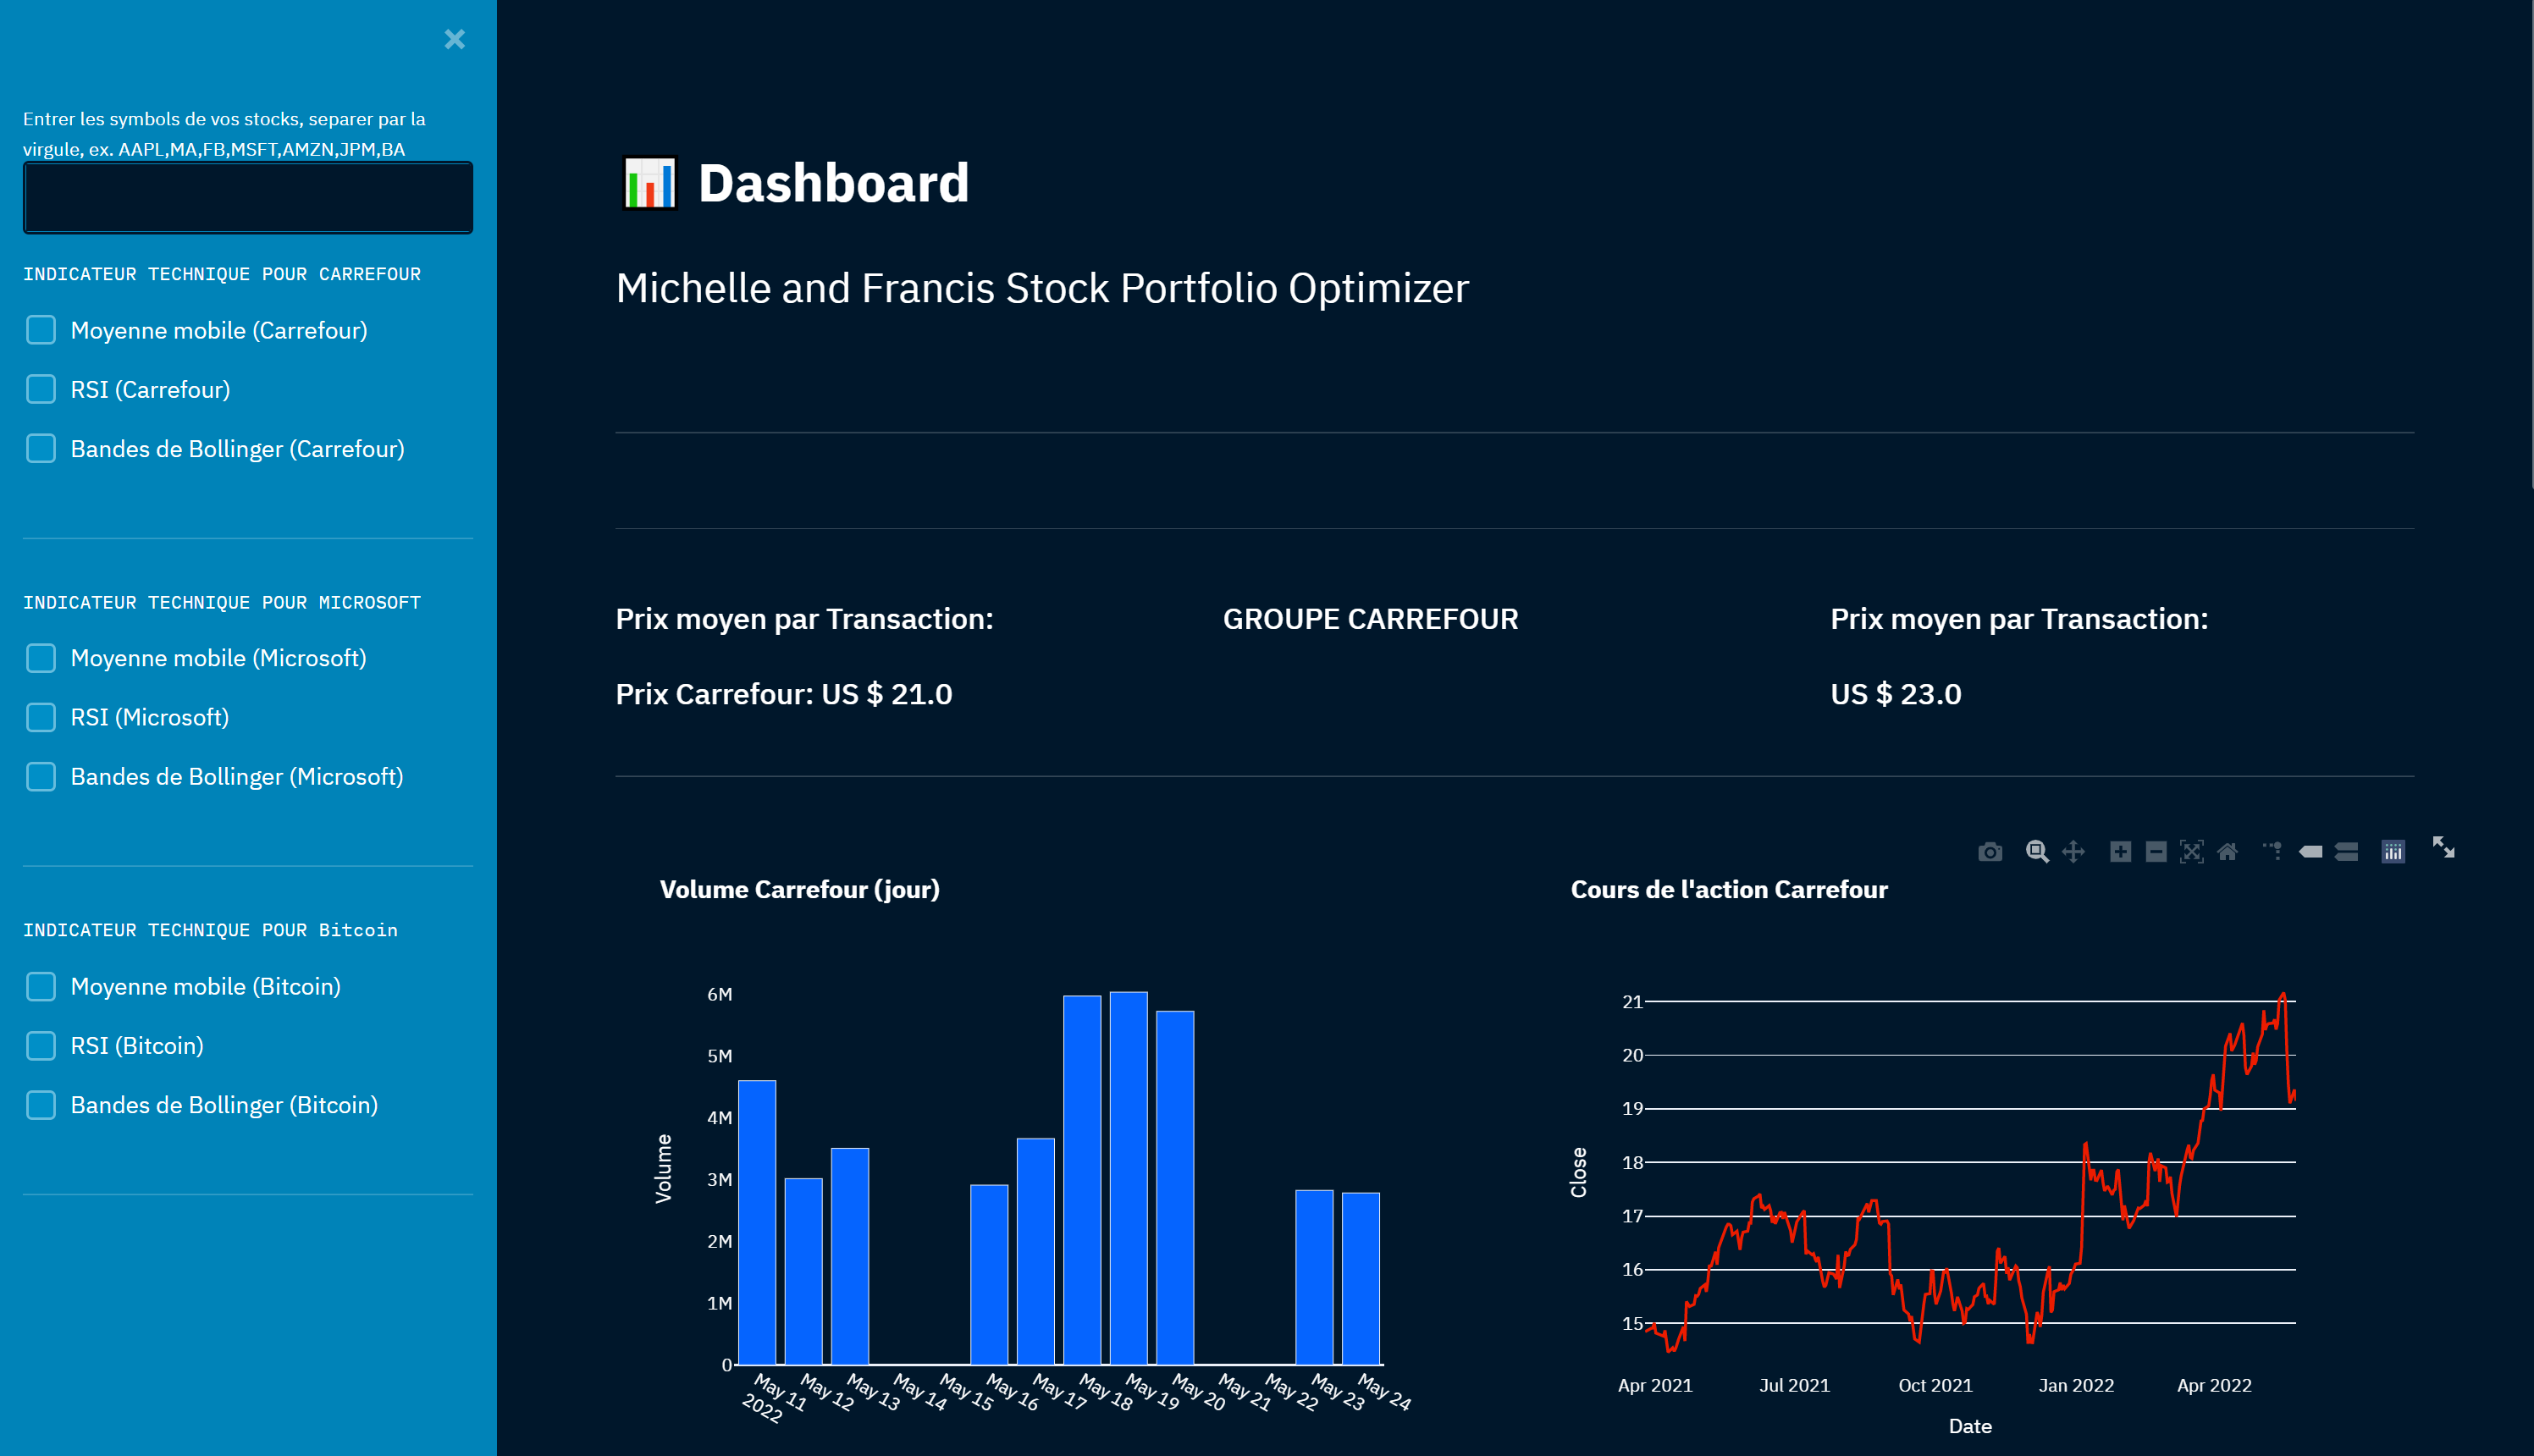 Entrer les symbols de vos stocks, separer par la
virgule, ex. AAPL,MA,FB,MSFT,AMZN,JPM,BA
INDICATEUR TECHNIQUE POUR CARREFOUR
Moyenne mobile (Carrefour)
RSI (Carrefour)
Bandes de Bollinger (Carrefour)
INDICATEUR TECHNIQUE POUR MICROSOFT
Moyenne mobile (Microsoft)
RSI (Microsoft)
Bandes de Bollinger (Microsoft)
INDICATEUR TECHNIQUE POUR Bitcoin
Moyenne mobile (Bitcoin)
RSI (Bitcoin)
Bandes de Bollinger (Bitcoin)
Dashboard
Michelle and Francis Stock Portfolio Optimizer
Prix moyen par Transaction:
Prix Carrefour: US $ 21.0
GROUPE CARREFOUR
Prix moyen par Transaction:
US $ 23.0
Volume Carrefour (jour)
6M
5M
4M
3M
2M
1M
0
Volume
May 11
2022
May 12
May 13
May 14
May 15
May 16
May 17
May 18
May 19
May 20
May 21
May 22
May 23
May 24
Cours de l'action Carrefour
21
20
19
18
17
16
15
Close
Apr 2021
Jul 2021
Oct 2021
Jan 2022
Apr 2022
Date